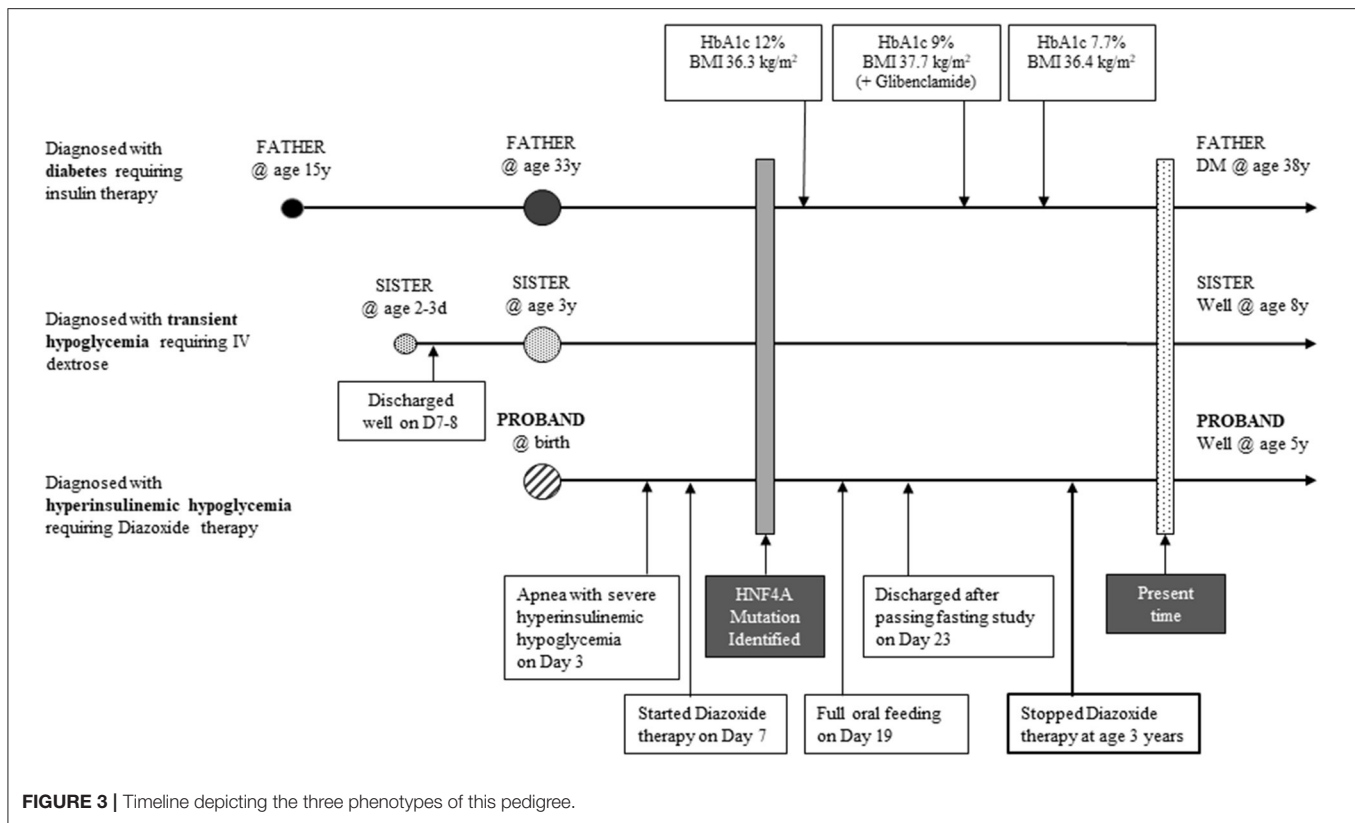 HbA1c 12%
BMI 36.3 kg/m²
HbA1c 9%
BMI 37.7 kg/m²
(+ Glibenclamide)
HbA1c 7.7%
BMI 36.4 kg/m²
Diagnosed with
diabetes requiring
insulin therapy
FATHER
@ age 15y
FATHER
@ age 33y
FATHER
DM @ age 38y
Diagnosed with transient
hypoglycemia requiring IV
dextrose
SISTER
@ age 2-3d
SISTER
@ age 3y
SISTER
Well @ age 8y
Discharged
well on D7-8
Diagnosed with
hyperinsulinemic hypoglycemia
requiring Diazoxide therapy
PROBAND
@ birth
PROBAND
Well @ age 5y
Apnea with severe
hyperinsulinemic
hypoglycemia
on Day 3
HNF4A
Mutation
Identified
Discharged after
passing fasting study
on Day 23
Present
time
Started Diazoxide
therapy on Day 7
Full oral feeding
on Day 19
Stopped Diazoxide
therapy at age 3 years
FIGURE 3 | Timeline depicting the three phenotypes of this pedigree.